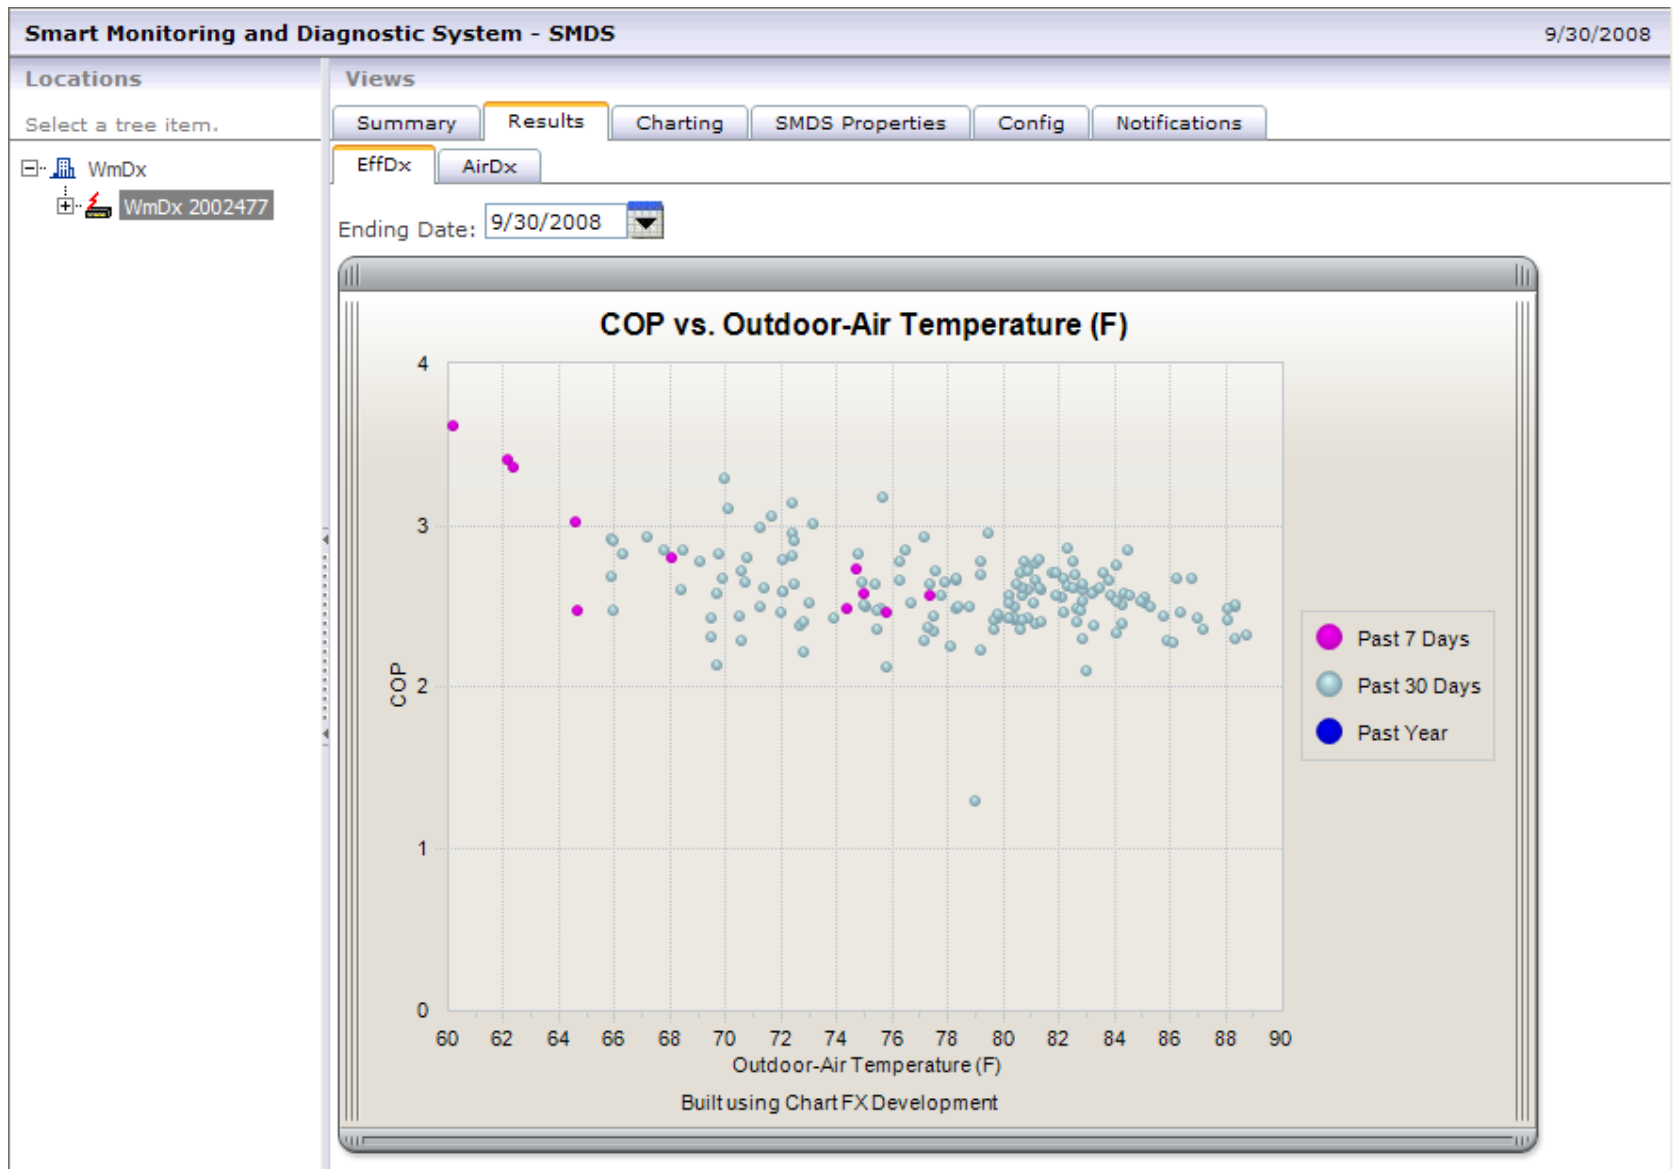 Smart Monitoring and Diagnostic System - SMDS 9/30/2008
Locations
Views
Select a tree item.
Summary Results Charting SMDS Properties Config Notifications
EffDx AirDx
WmDx
WmDx 2002477
Ending Date: 9/30/2008
COP vs. Outdoor-Air Temperature (F)
4
3
2
1
0
COP
60 62 64 66 68 70 72 74 76 78 80 82 84 86 88 90
Outdoor-Air Temperature (F)
Built using Chart FX Development
Past 7 Days
Past 30 Days
Past Year